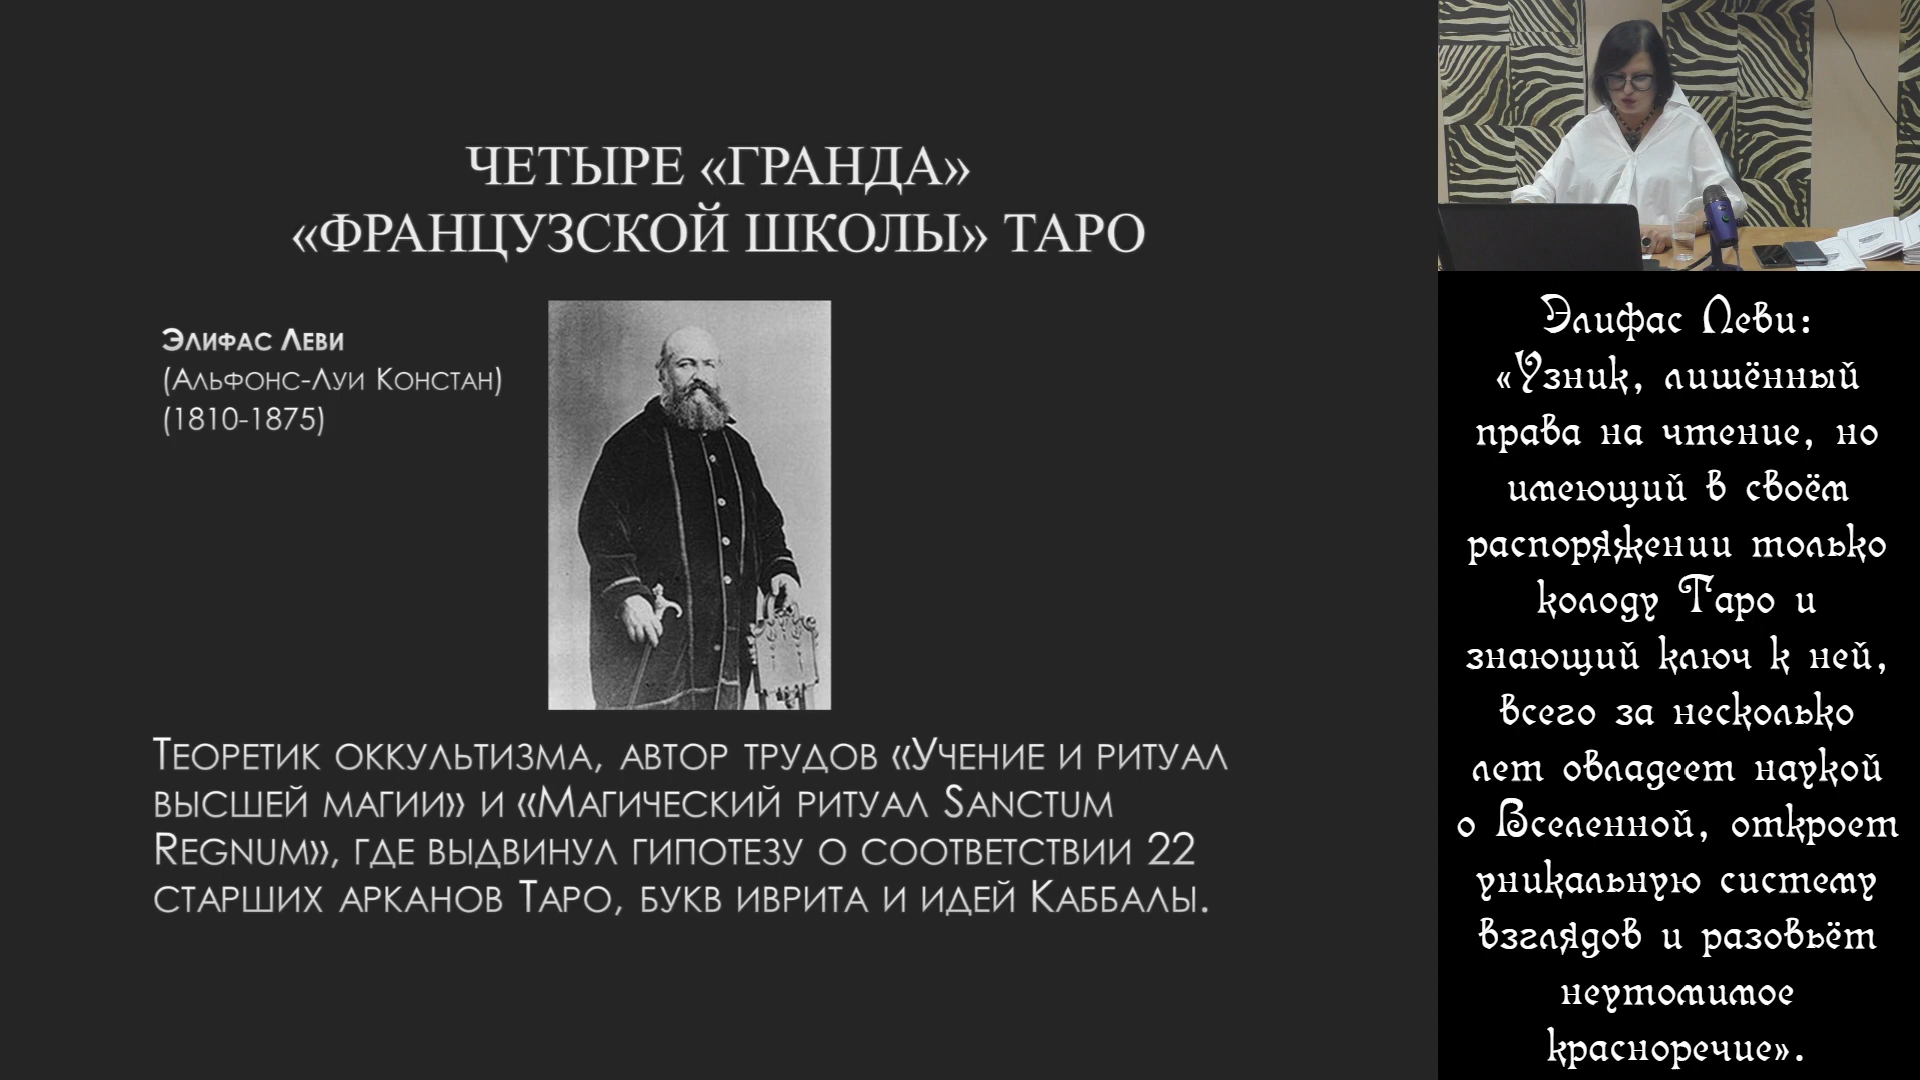 ЧЕТЫРЕ «ГРАНДА»
«ФРАНЦУЗСКОЙ ШКОЛЫ» ТАРО
Элифас Леви
(Альфонс-Луи Констан)
(1810-1875)
Теоретик оккультизма, автор трудов «Учение и ритуал
высшей магии» и «Магический ритуал Sanctum
Regnum», где выдвинул гипотезу о соответствии 22
старших арканов Таро, букв иврита и идей Каббалы.
Элифас Леви:
«Узник, лишённый
права на чтение, но
имеющий в своём
распоряжении только
колоду Таро и
знающий ключ к ней,
всего за несколько
лет овладеет наукой
о Вселенной, откроет
уникальную систему
взглядов и разовьёт
неутомимое
красноречие».